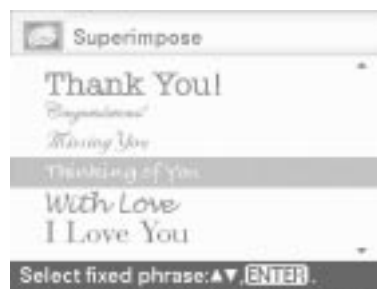 Superimpose
Thank You!
Congratulations!
Missing You
Thinking of You
With Love
I Love You
Select fixed phrase:▲▼,ENTER.